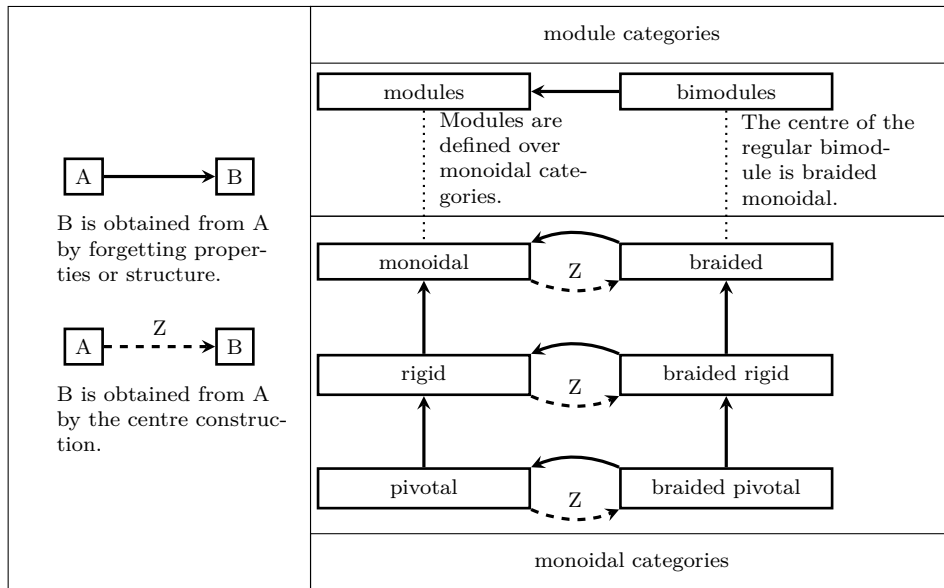 module categories
modules
bimodules
Modules are
defined over
monoidal cate-
gories.
The centre of the
regular bimod-
ule is braided
monoidal.
A
B
B is obtained from A
by forgetting proper-
ties or structure.
Z
A
B
B is obtained from A
by the centre construc-
tion.
monoidal
Z
braided
rigid
Z
braided rigid
pivotal
Z
braided pivotal
monoidal categories